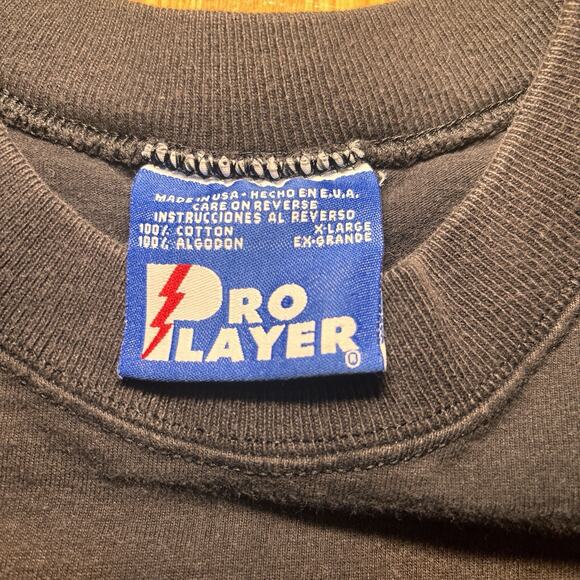 MADE IN USA • HECHO EN E.U.A.
CARE ON REVERSE
INSTRUCCIONES AL REVERSO
100% COTTON X-LARGE
100% ALGODON EX-GRANDE
PRO
PLAYER®